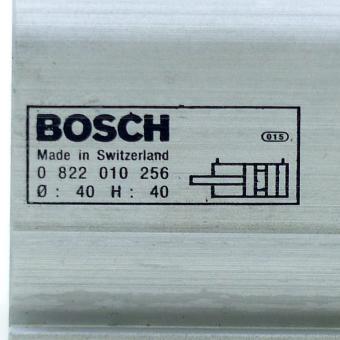 BOSCH
015
Made in Switzerland
0 822 010 256
Ø : 40 H : 40